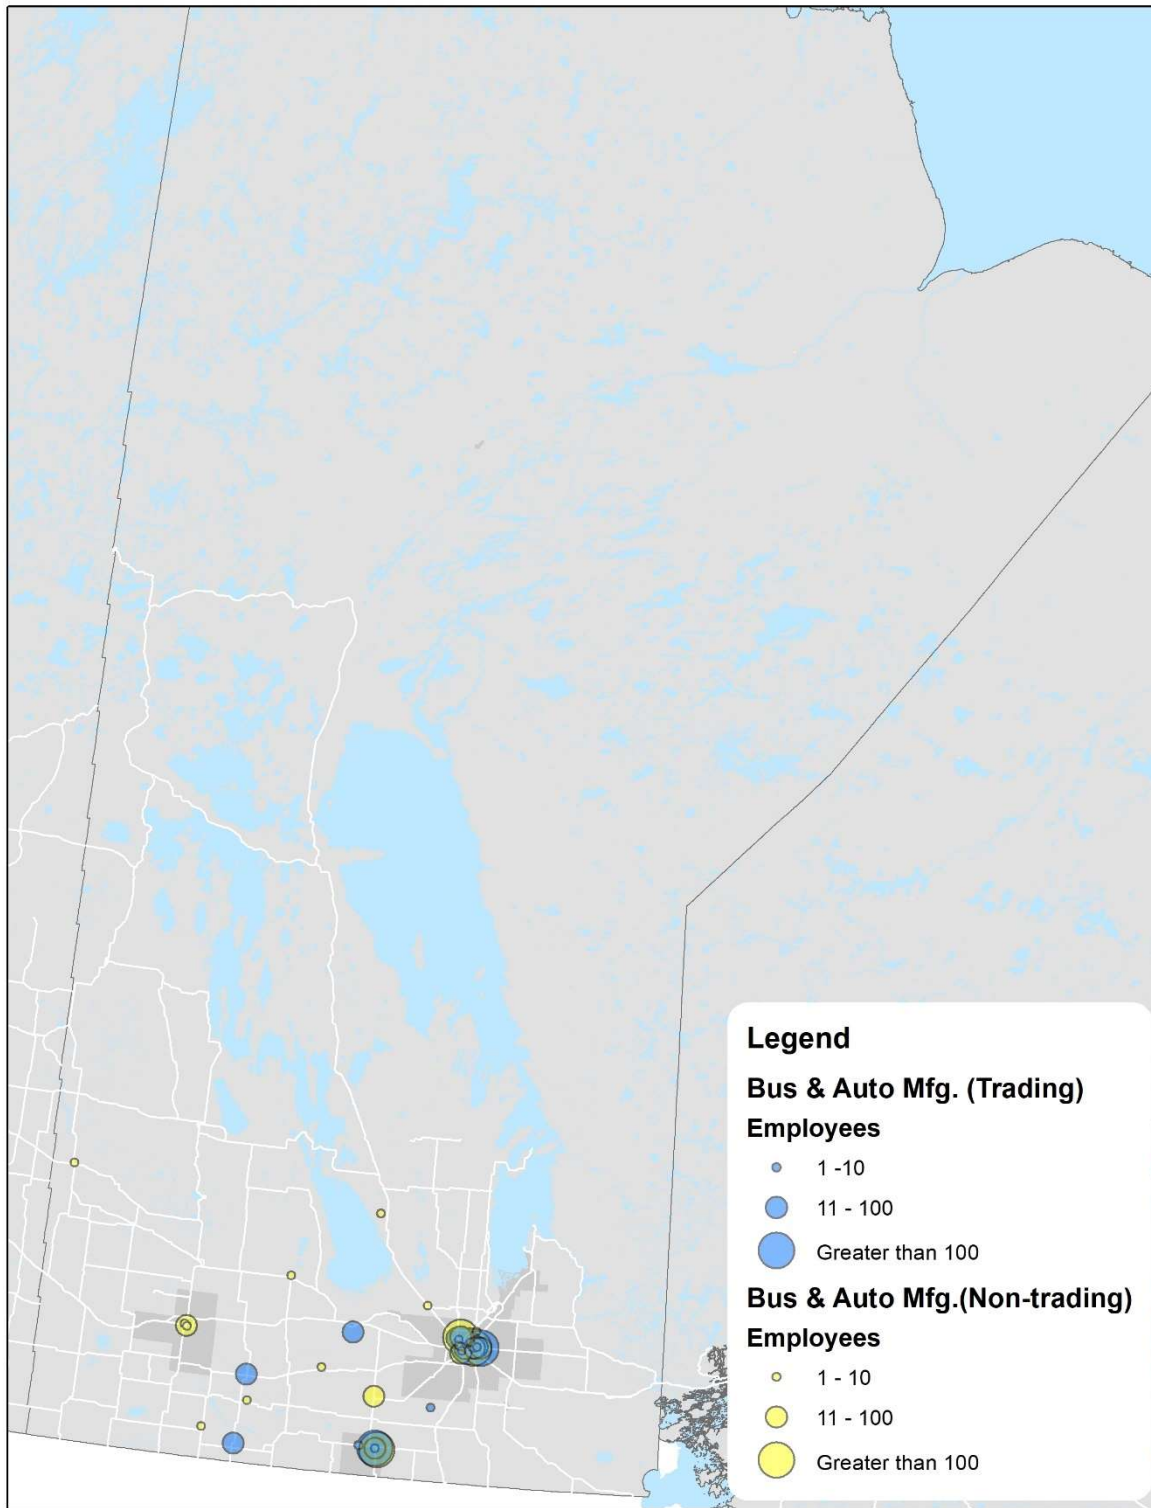 Legend
Bus & Auto Mfg. (Trading)
Employees
1 -10
11 - 100
Greater than 100
Bus & Auto Mfg.(Non-trading)
Employees
1 - 10
11 - 100
Greater than 100